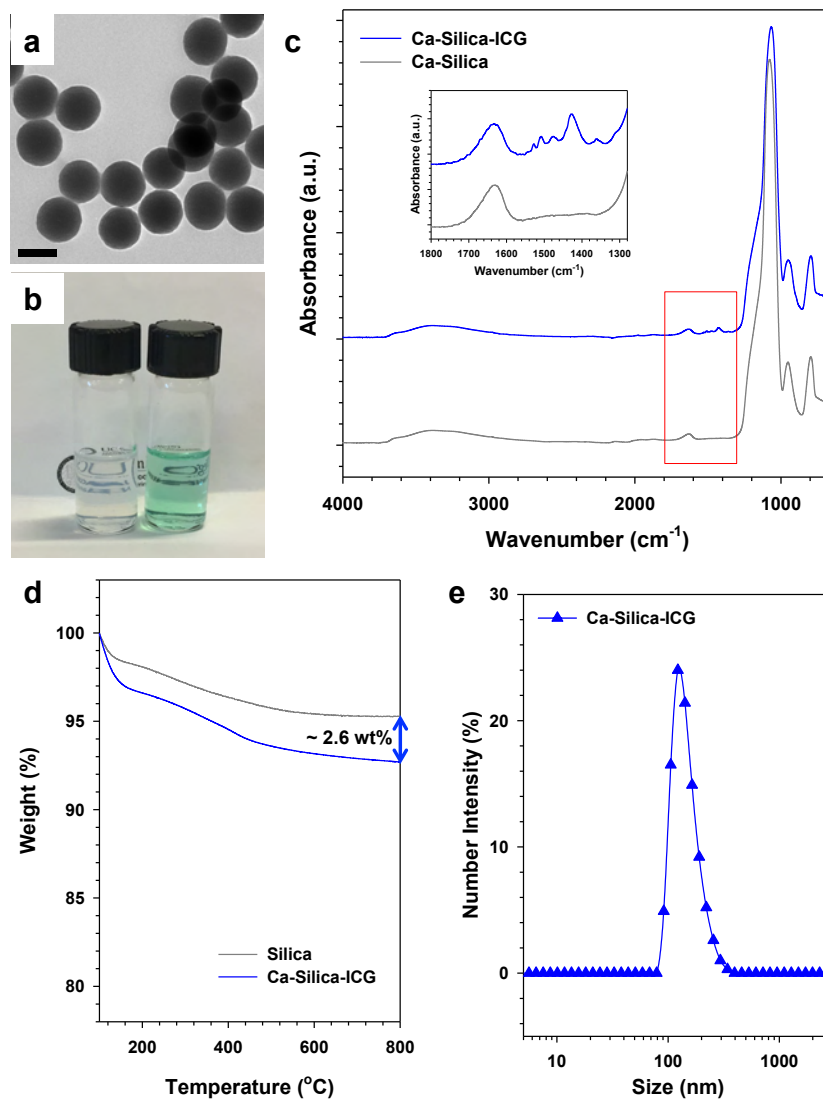 a
b
UC S
n
c
Ca-Silica-ICG
Ca-Silica
Absorbance (a.u.)
Absorbance (a.u.)
1800 1700 1600 1500 1400 1300
Wavenumber (cm⁻¹)
4000 3000 2000 1000
Wavenumber (cm⁻¹)
d
Weight (%)
100
95
90
85
80
~ 2.6 wt%
Silica
Ca-Silica-ICG
200 400 600 800
Temperature (°C)
e
Ca-Silica-ICG
Number Intensity (%)
30
20
10
0
10 100 1000
Size (nm)